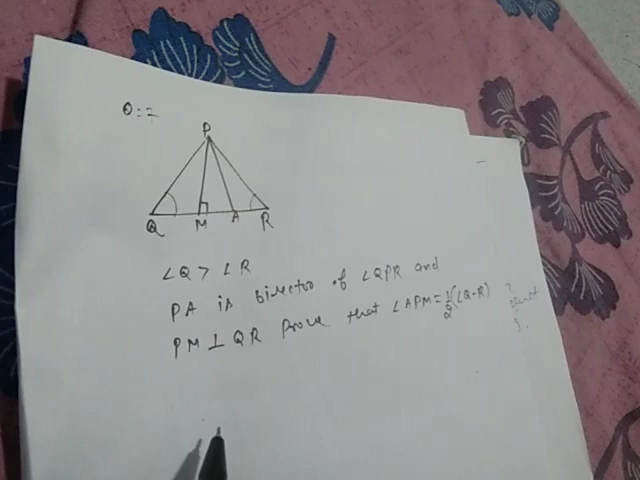 Q = 2
P
Q M A R
∠Q > ∠R
PA is bisector of ∠QPR and
PM ⊥ QR Prove that ∠APM = 1/2 (∠Q - R)